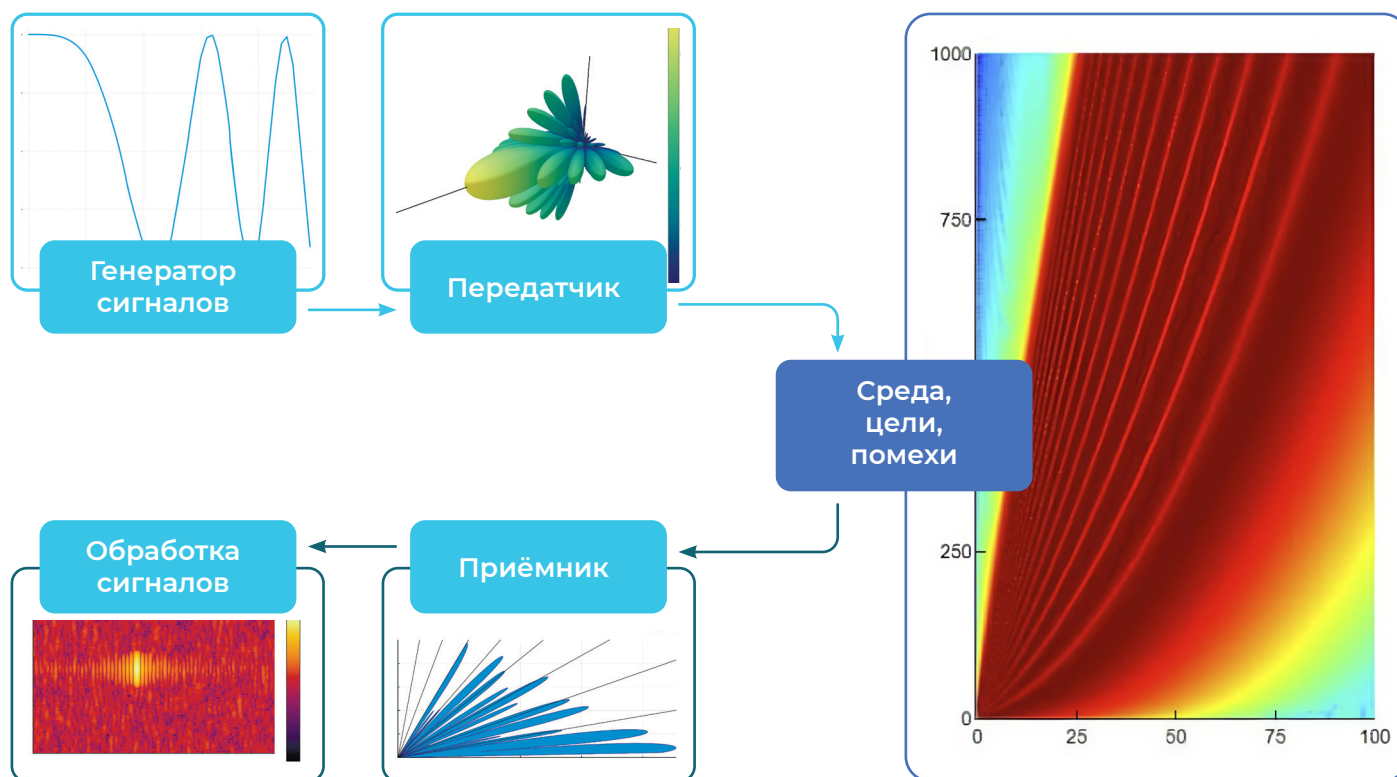 Генератор
сигналов
Передатчик
Среда,
цели,
помехи
Обработка
сигналов
Приёмник
1000
750
250
0
0
25
50
75
100